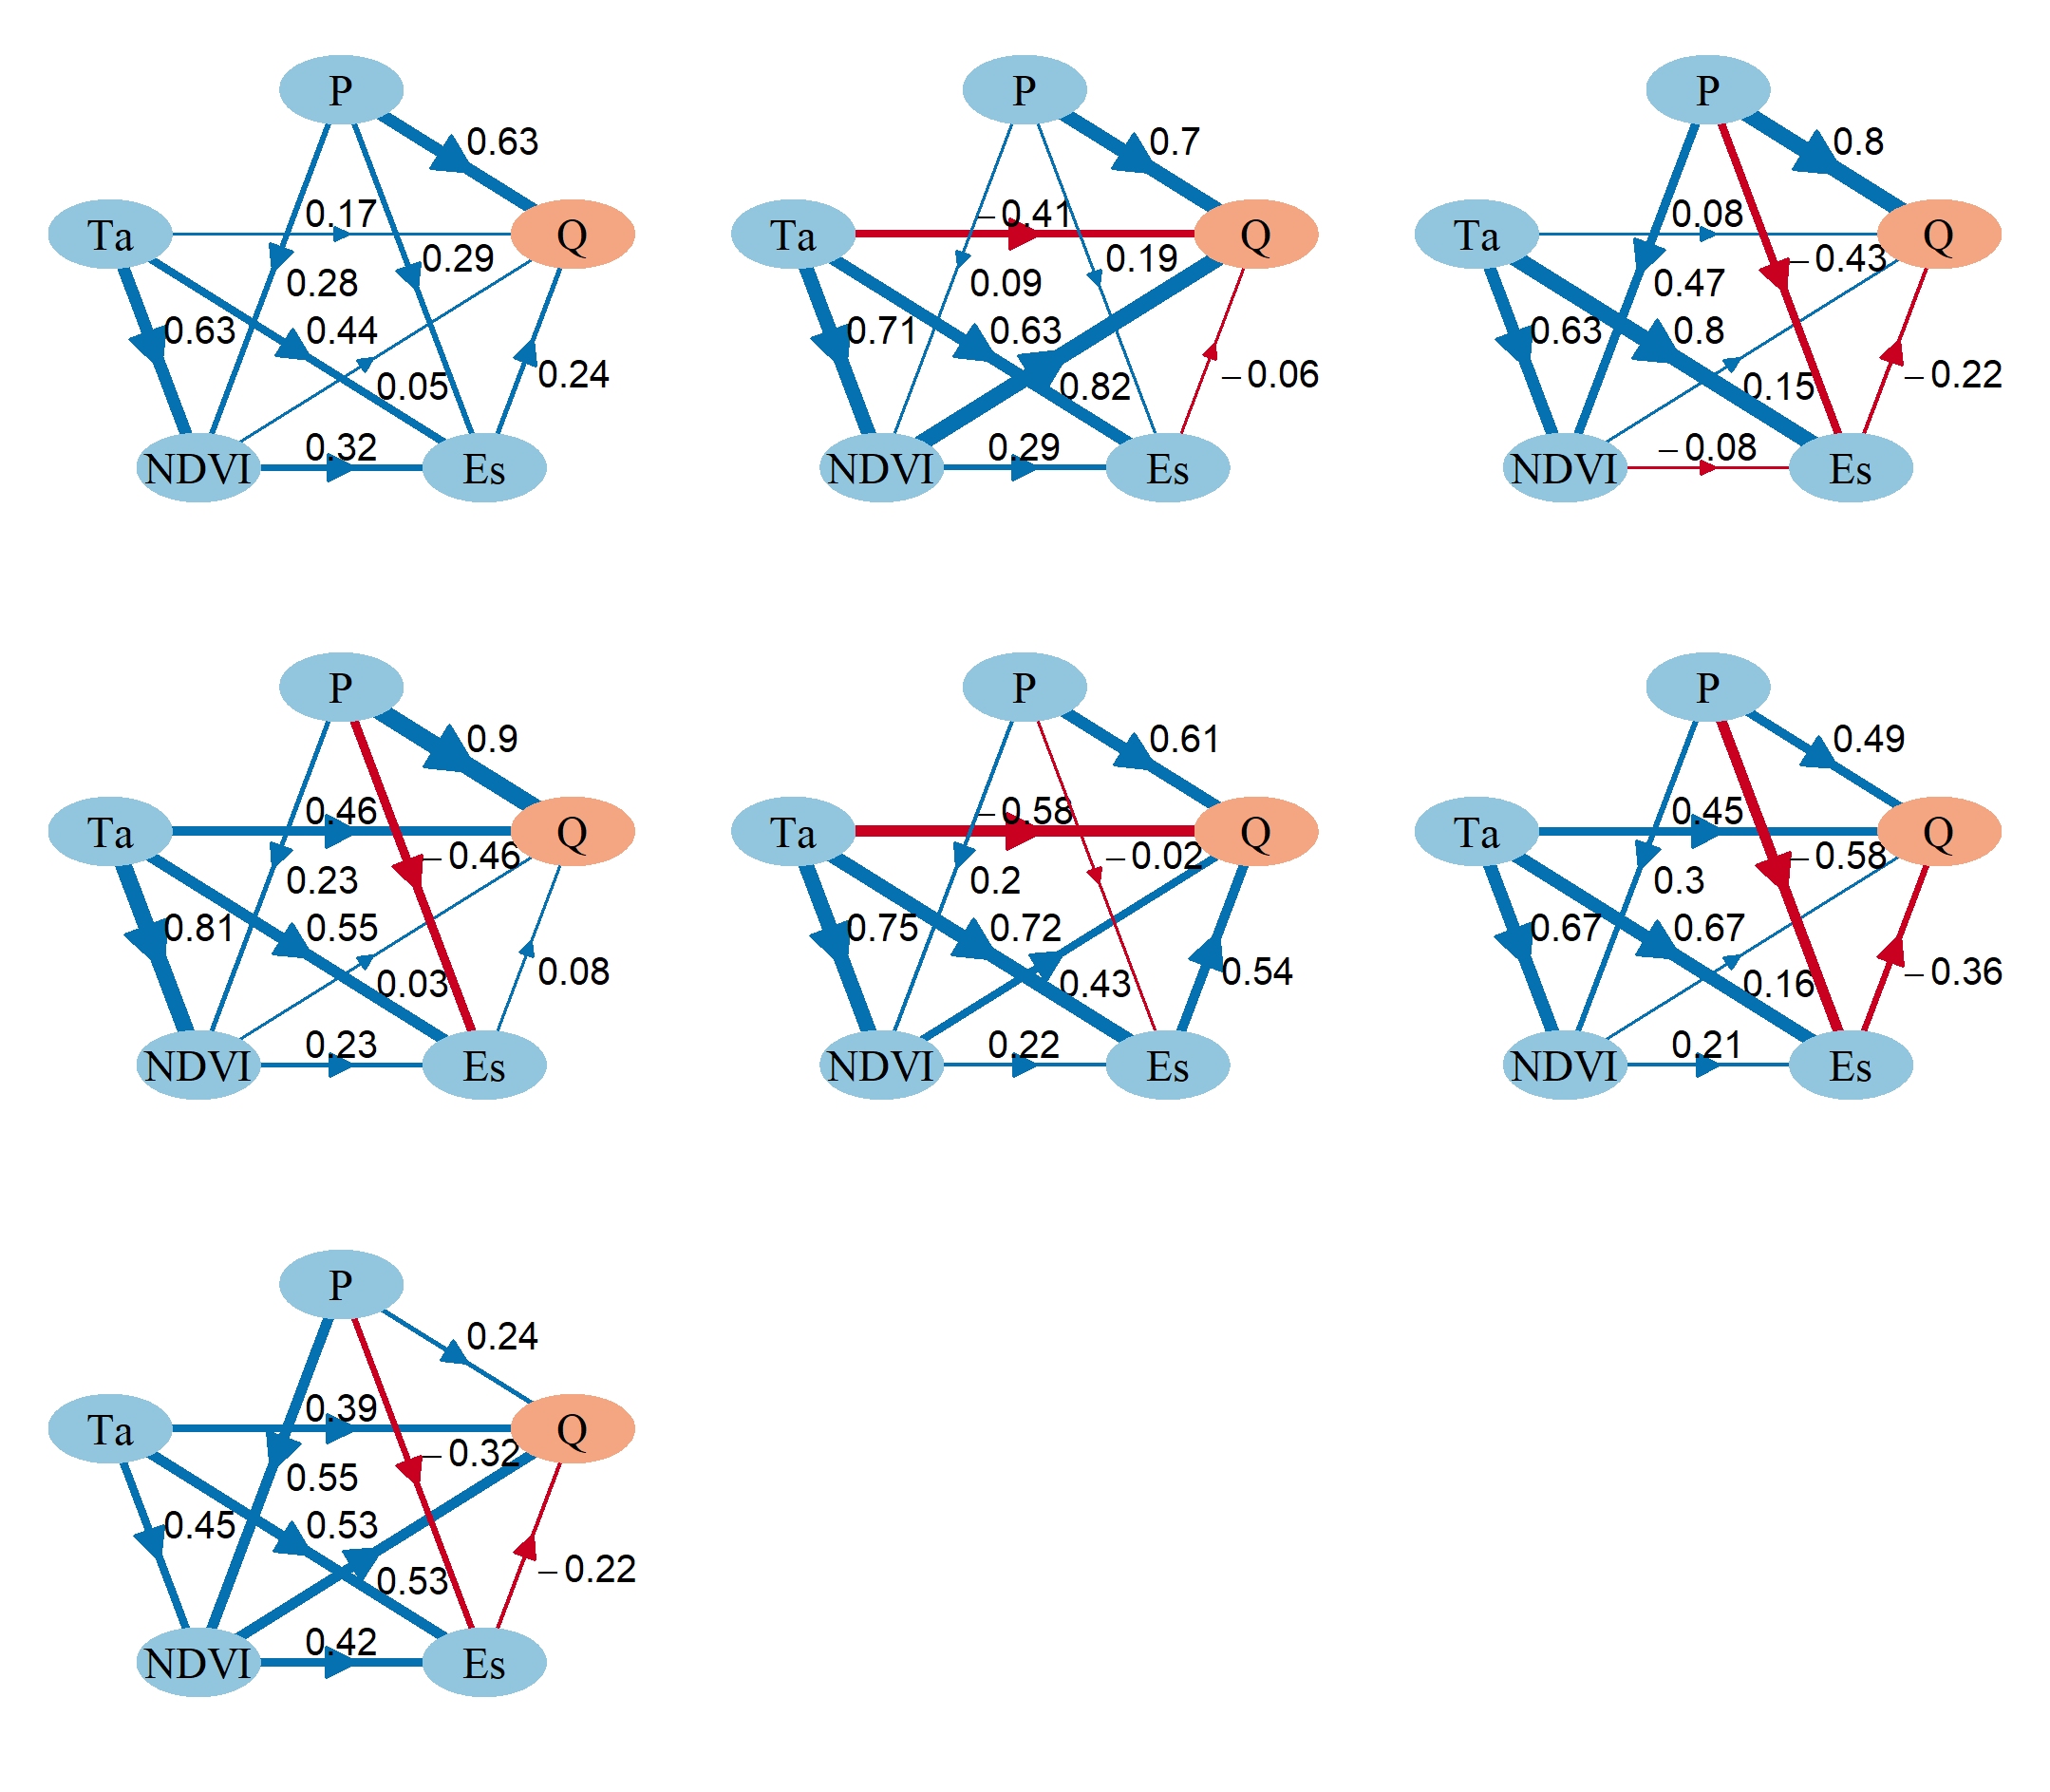 P
0.63
Ta
0.17
Q
0.28
0.29
0.63
0.44
0.05
0.24
NDVI
0.32
Es
P
0.7
Ta
−0.41
Q
0.09
0.19
0.71
0.63
0.82
−0.06
NDVI
0.29
Es
P
0.8
Ta
0.08
Q
0.47
−0.43
0.63
0.8
0.15
−0.22
NDVI
−0.08
Es
P
0.9
Ta
0.46
Q
0.23
−0.46
0.81
0.55
0.03
0.08
NDVI
0.23
Es
P
0.61
Ta
−0.58
Q
0.2
−0.02
0.75
0.72
0.43
0.54
NDVI
0.22
Es
P
0.49
Ta
0.45
Q
0.3
−0.58
0.67
0.67
0.16
−0.36
NDVI
0.21
Es
P
0.24
Ta
0.39
Q
0.55
−0.32
0.45
0.53
0.53
−0.22
NDVI
0.42
Es